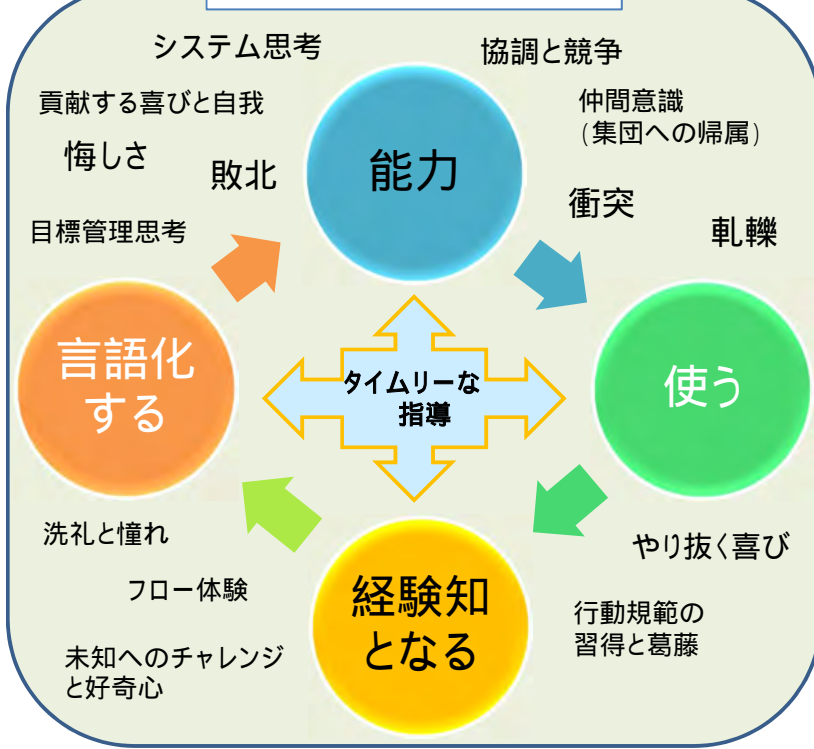 システム思考
協調と競争
貢献する喜びと自我
仲間意識
(集団への帰属)
悔しさ
敗北
能力
衝突
軋轢
目標管理思考
言語化
する
タイムリーな
指導
使う
洗礼と憧れ
フロー体験
未知へのチャレンジ
と好奇心
経験知
となる
やり抜く喜び
行動規範の
習得と葛藤